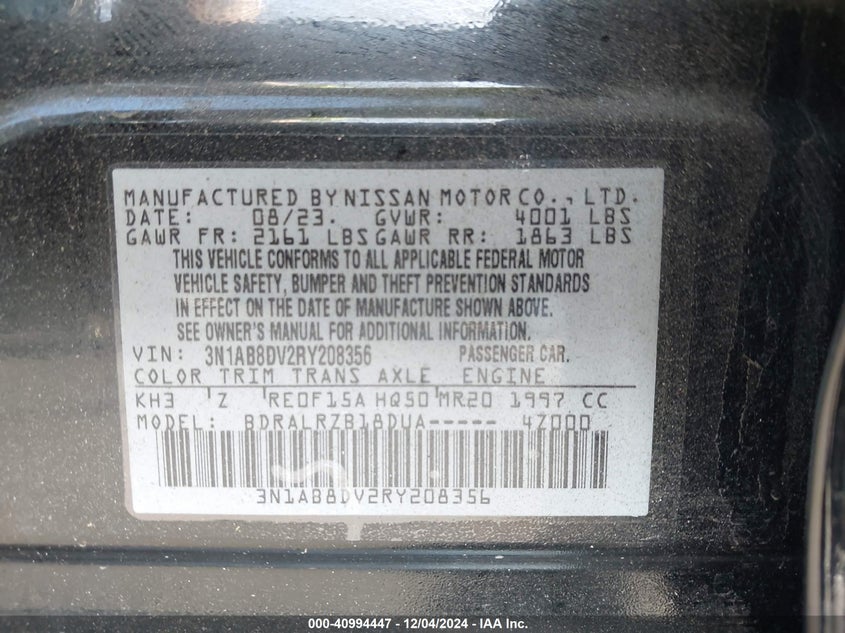 MANUFACTURED BY NISSAN MOTOR CO., LTD.
DATE: 08/23. GVWR: 4001 LBS
GAWR FR: 2161 LBS GAWR RR: 1863 LBS
THIS VEHICLE CONFORMS TO ALL APPLICABLE FEDERAL MOTOR
VEHICLE SAFETY, BUMPER AND THEFT PREVENTION STANDARDS
IN EFFECT ON THE DATE OF MANUFACTURE SHOWN ABOVE.
SEE OWNER'S MANUAL FOR ADDITIONAL INFORMATION.
VIN: 3N1AB8DV2RY208356 PASSENGER CAR.
COLOR TRIM TRANS AXLE ENGINE
KH3 Z RE0F15A HQ50 MR20 1997 CC
MODEL: BDRALRZB18DUA----- 4Z000
3N1AB8DV2RY208356
000-40994447 - 12/04/2024 - IAA Inc.